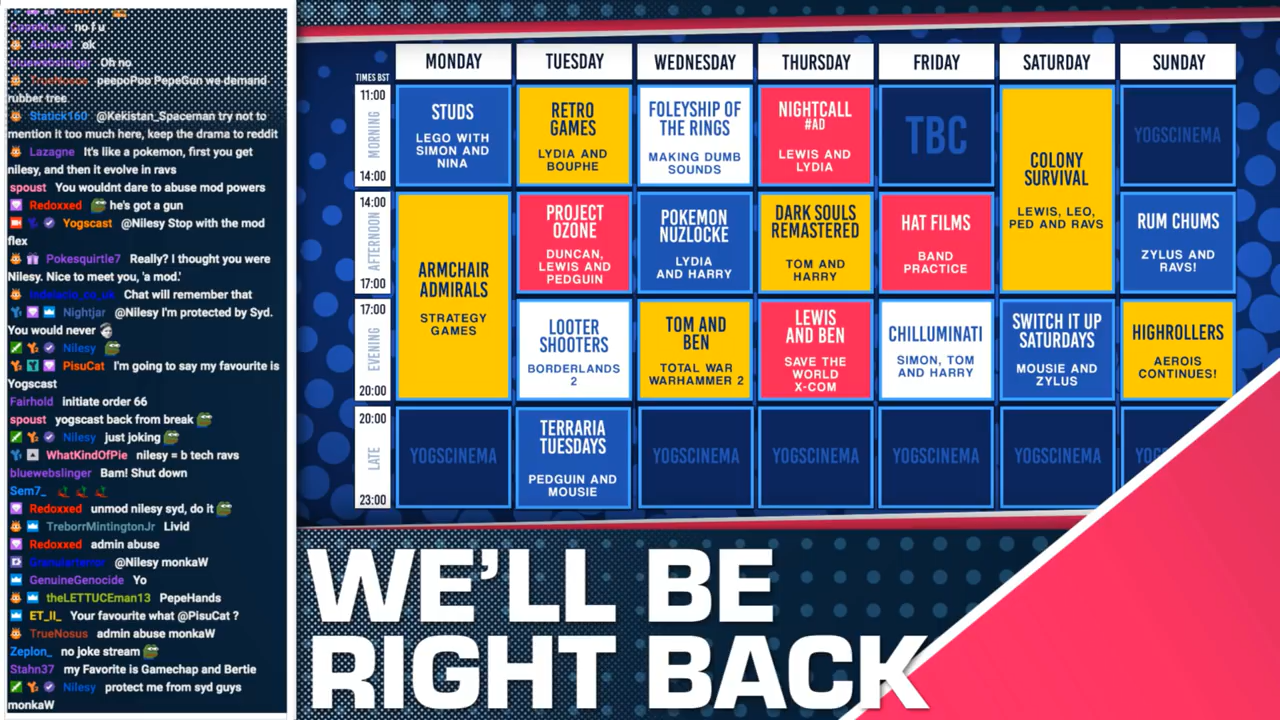 no f u
ok
Oh no
TrueNosus peepoPoo PepeGun we demand
rubber tree
Statick160 @Kekistan_Spaceman try not to
mention it too much here, keep the drama to reddit
Lazagne It's like a pokemon, first you get
nilesy, and then it evolve in ravs
spoust You wouldnt dare to abuse mod powers
Redoxxed he's got a gun
Yogscast @Nilesy Stop with the mod
flex
Pokesquirtle7 Really? I thought you were
Nilesy. Nice to meet you, 'a mod.'
Chat will remember that
Nightjar @Nilesy I'm protected by Syd.
You would never
Nilesy
PisuCat I'm going to say my favourite is
Yogscast
Fairhold initiate order 66
spoust yogscast back from break
Nilesy just joking
WhatKindOfPie nilesy = b tech ravs
bluewebslinger Bam! Shut down
Sem7_
Redoxxed unmod nilesy syd, do it
TreborrMintingtonJr Livid
Redoxxed admin abuse
@Nilesy monkaW
GenuineGenocide Yo
theLETTUCEman13 PepeHands
ET_II_ Your favourite what @PisuCat ?
TrueNosus admin abuse monkaW
Zeplon_ no joke stream
Stahn37 my Favorite is Gamechap and Bertie
Nilesy protect me from syd guys
monkaW
TIMES BST
MONDAY
TUESDAY
WEDNESDAY
THURSDAY
FRIDAY
SATURDAY
SUNDAY
11:00
MORNING
14:00
STUDS
LEGO WITH
SIMON AND
NINA
RETRO
GAMES
LYDIA AND
BOUPHE
FOLEYSHIP OF
THE RINGS
MAKING DUMB
SOUNDS
NIGHTCALL
#AD
LEWIS AND
LYDIA
TBC
COLONY
SURVIVAL
LEWIS, LEO,
PED AND RAVS
YOGSCINEMA
14:00
AFTERNOON
17:00
ARMCHAIR
ADMIRALS
STRATEGY
GAMES
PROJECT
OZONE
DUNCAN,
LEWIS AND
PEDGUIN
POKEMON
NUZLOCKE
LYDIA
AND HARRY
DARK SOULS
REMASTERED
TOM AND
HARRY
HAT FILMS
BAND
PRACTICE
RUM CHUMS
ZYLUS AND
RAVS!
17:00
EVENING
20:00
LOOTER
SHOOTERS
BORDERLANDS
2
TOM AND
BEN
TOTAL WAR
WARHAMMER 2
LEWIS
AND BEN
SAVE THE
WORLD
X-COM
CHILLUMINATI
SIMON, TOM
AND HARRY
SWITCH IT UP
SATURDAYS
MOUSIE AND
ZYLUS
HIGHROLLERS
AEROIS
CONTINUES!
20:00
LATE
23:00
YOGSCINEMA
TERRARIA
TUESDAYS
PEDGUIN AND
MOUSIE
YOGSCINEMA
YOGSCINEMA
YOGSCINEMA
YOGSCINEMA
YOGSC
WE'LL BE
RIGHT BACK